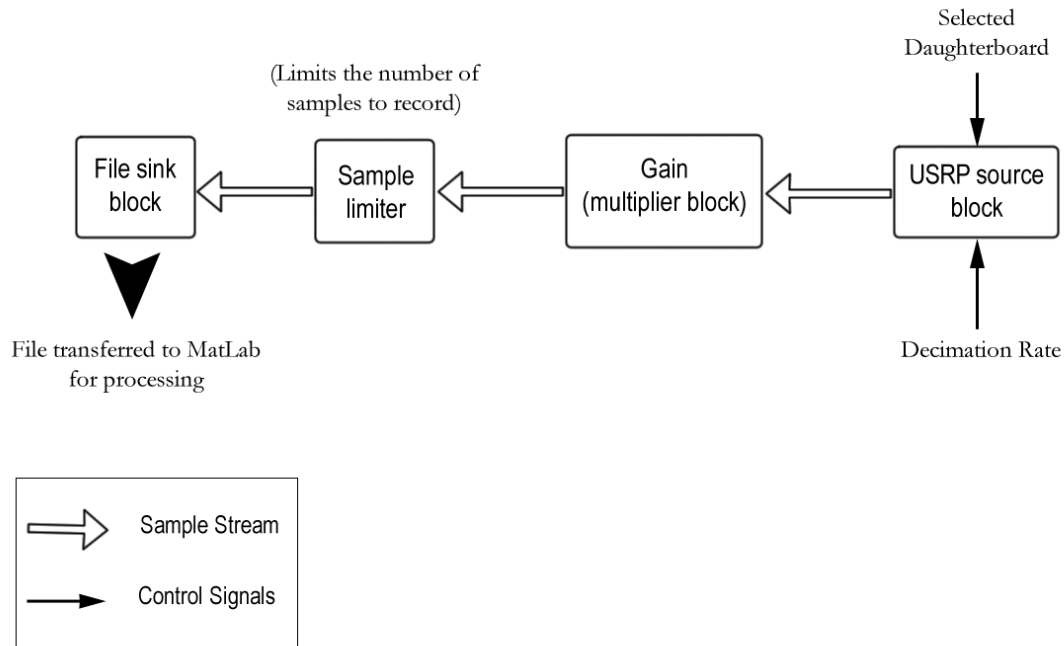 Selected
Daughterboard
(Limits the number of
samples to record)
File sink
block
Sample
limiter
Gain
(multiplier block)
USRP source
block
File transferred to MatLab
for processing
Decimation Rate
Sample Stream
Control Signals